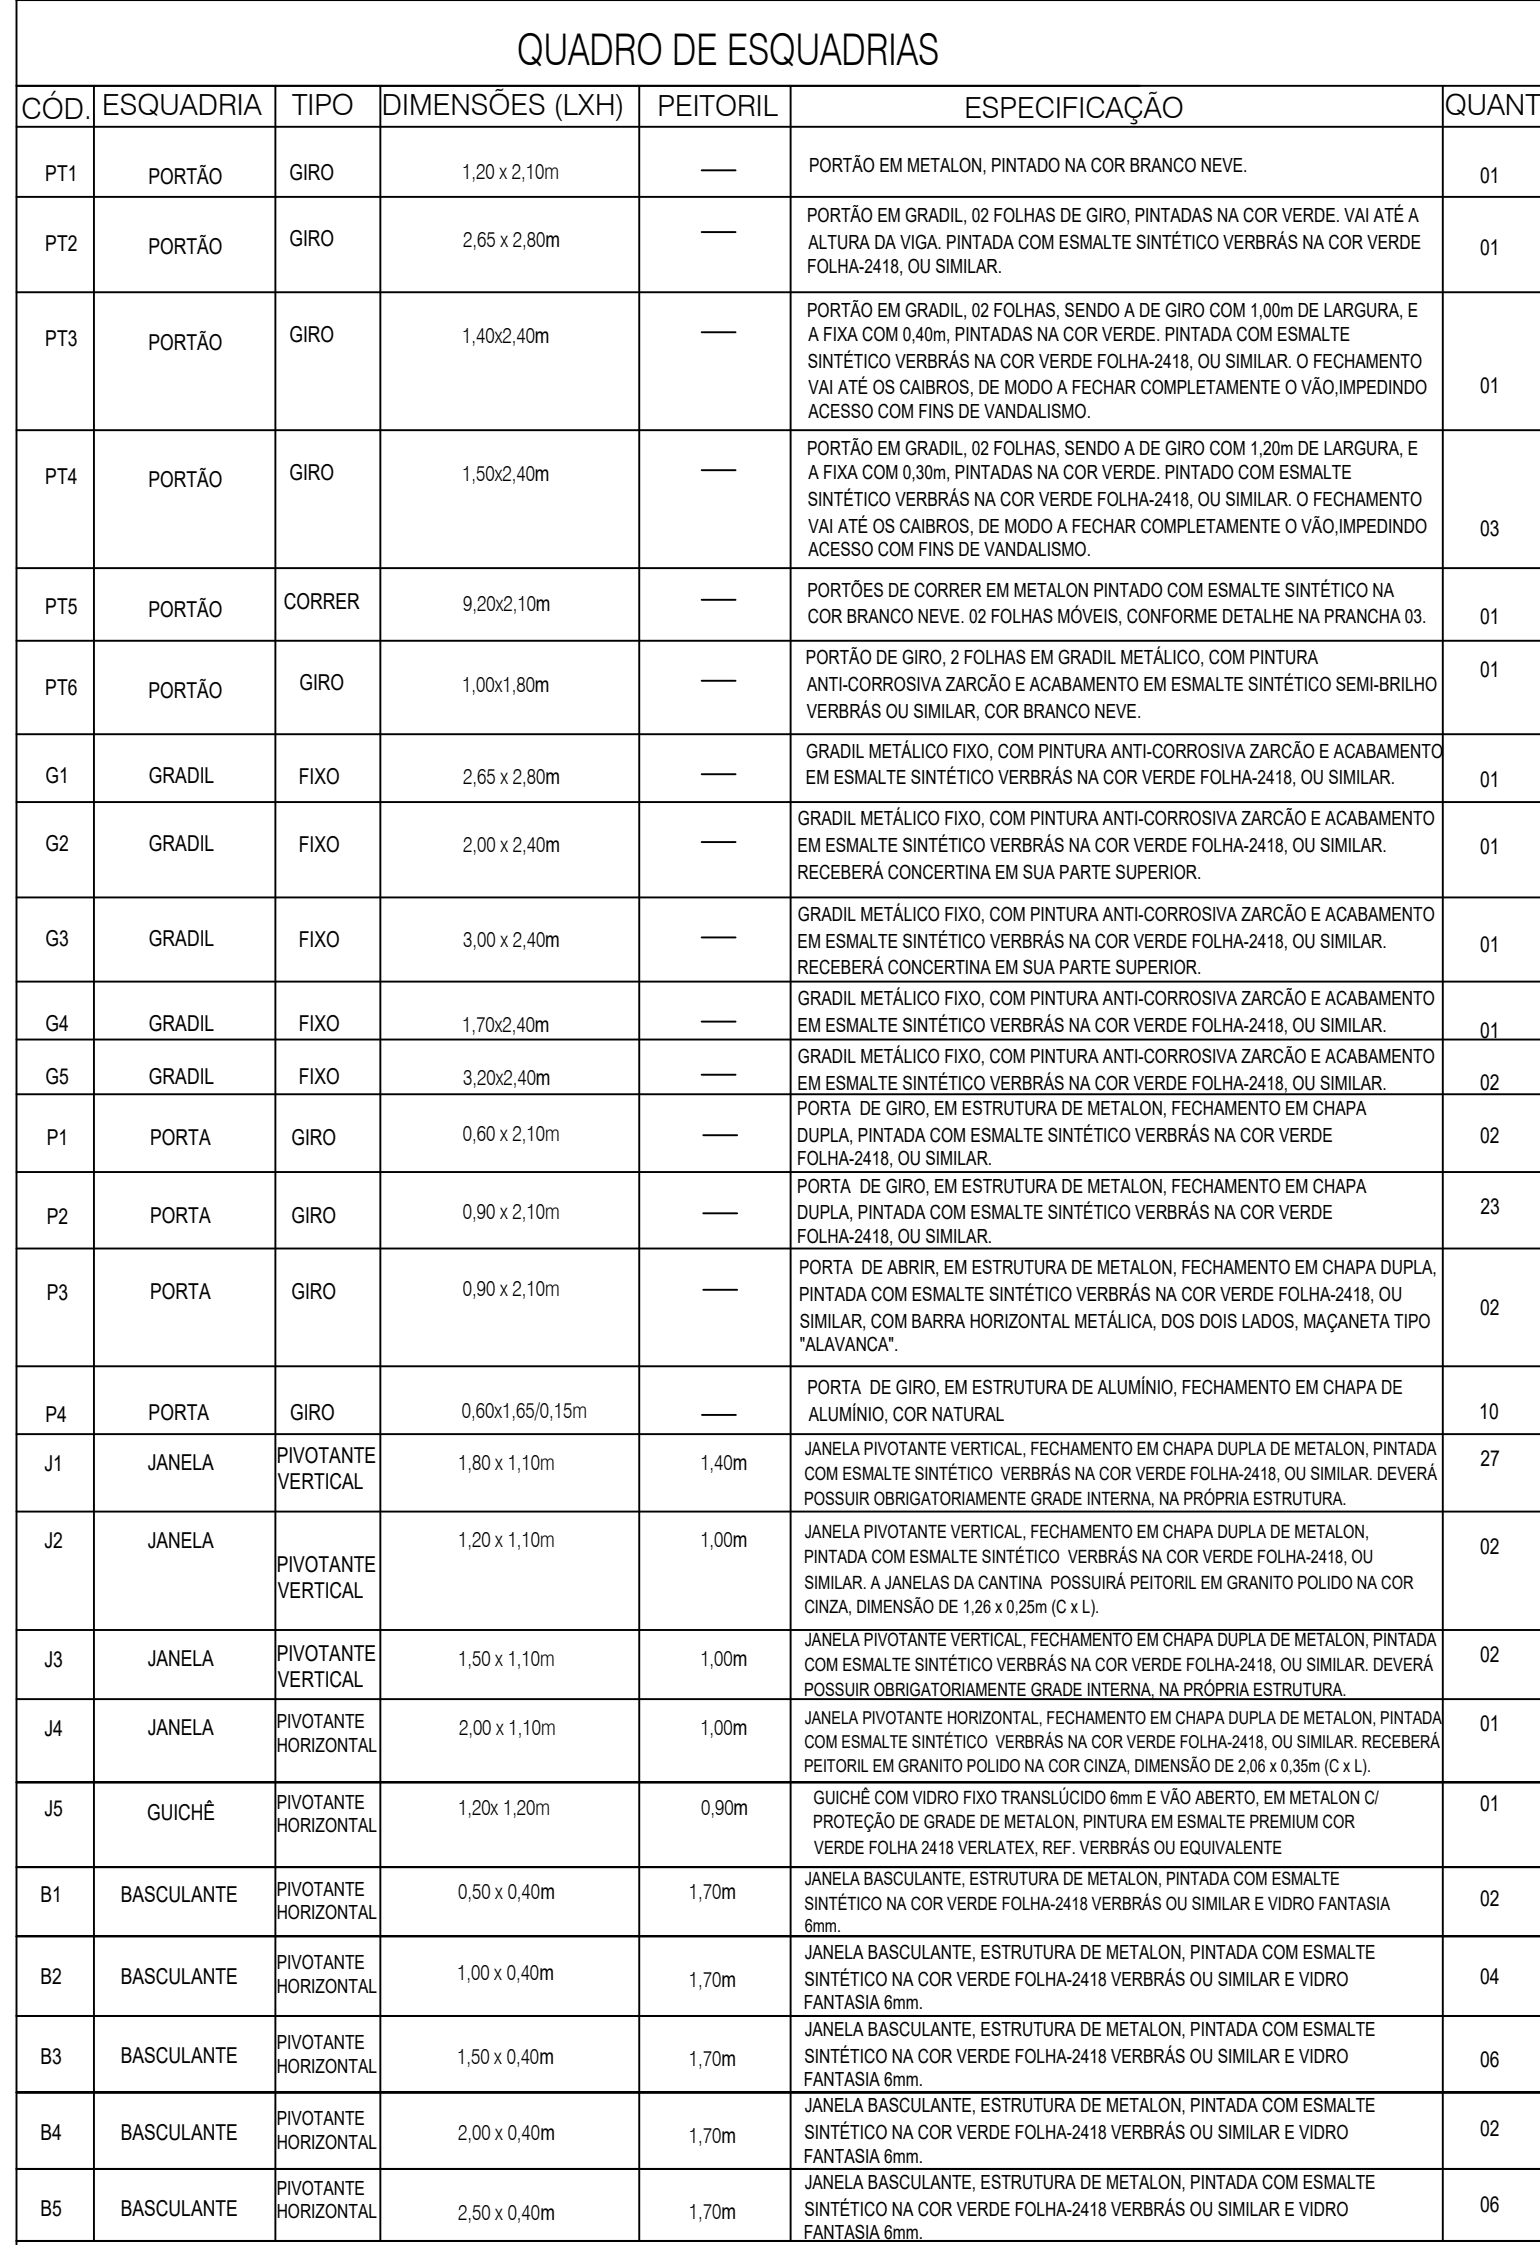 QUADRO DE ESQUADRIAS
CÓD. ESQUADRIA TIPO DIMENSÕES (LXH) PEITORIL ESPECIFICAÇÃO QUANT
PT1 PORTÃO GIRO 1,20 x 2,10m — PORTÃO EM METALON, PINTADO NA COR BRANCO NEVE. 01
PT2 PORTÃO GIRO 2,65 x 2,80m — PORTÃO EM GRADIL, 02 FOLHAS DE GIRO, PINTADAS NA COR VERDE. VAI ATÉ A
ALTURA DA VIGA. PINTADA COM ESMALTE SINTÉTICO VERBRÁS NA COR VERDE
FOLHA-2418, OU SIMILAR. 01
PT3 PORTÃO GIRO 1,40x2,40m — PORTÃO EM GRADIL, 02 FOLHAS, SENDO A DE GIRO COM 1,00m DE LARGURA, E
A FIXA COM 0,40m, PINTADAS NA COR VERDE. PINTADA COM ESMALTE
SINTÉTICO VERBRÁS NA COR VERDE FOLHA-2418, OU SIMILAR. O FECHAMENTO
VAI ATÉ OS CAIBROS, DE MODO A FECHAR COMPLETAMENTE O VÃO,IMPEDINDO
ACESSO COM FINS DE VANDALISMO. 01
PT4 PORTÃO GIRO 1,50x2,40m — PORTÃO EM GRADIL, 02 FOLHAS, SENDO A DE GIRO COM 1,20m DE LARGURA, E
A FIXA COM 0,30m, PINTADAS NA COR VERDE. PINTADO COM ESMALTE
SINTÉTICO VERBRÁS NA COR VERDE FOLHA-2418, OU SIMILAR. O FECHAMENTO
VAI ATÉ OS CAIBROS, DE MODO A FECHAR COMPLETAMENTE O VÃO,IMPEDINDO
ACESSO COM FINS DE VANDALISMO. 03
PT5 PORTÃO CORRER 9,20x2,10m — PORTÕES DE CORRER EM METALON PINTADO COM ESMALTE SINTÉTICO NA
COR BRANCO NEVE. 02 FOLHAS MÓVEIS, CONFORME DETALHE NA PRANCHA 03. 01
PT6 PORTÃO GIRO 1,00x1,80m — PORTÃO DE GIRO, 2 FOLHAS EM GRADIL METÁLICO, COM PINTURA
ANTI-CORROSIVA ZARCÃO E ACABAMENTO EM ESMALTE SINTÉTICO SEMI-BRILHO
VERBRÁS OU SIMILAR, COR BRANCO NEVE. 01
G1 GRADIL FIXO 2,65 x 2,80m — GRADIL METÁLICO FIXO, COM PINTURA ANTI-CORROSIVA ZARCÃO E ACABAMENTO
EM ESMALTE SINTÉTICO VERBRÁS NA COR VERDE FOLHA-2418, OU SIMILAR. 01
G2 GRADIL FIXO 2,00 x 2,40m — GRADIL METÁLICO FIXO, COM PINTURA ANTI-CORROSIVA ZARCÃO E ACABAMENTO
EM ESMALTE SINTÉTICO VERBRÁS NA COR VERDE FOLHA-2418, OU SIMILAR.
RECEBERÁ CONCERTINA EM SUA PARTE SUPERIOR. 01
G3 GRADIL FIXO 3,00 x 2,40m — GRADIL METÁLICO FIXO, COM PINTURA ANTI-CORROSIVA ZARCÃO E ACABAMENTO
EM ESMALTE SINTÉTICO VERBRÁS NA COR VERDE FOLHA-2418, OU SIMILAR.
RECEBERÁ CONCERTINA EM SUA PARTE SUPERIOR. 01
G4 GRADIL FIXO 1,70x2,40m — GRADIL METÁLICO FIXO, COM PINTURA ANTI-CORROSIVA ZARCÃO E ACABAMENTO
EM ESMALTE SINTÉTICO VERBRÁS NA COR VERDE FOLHA-2418, OU SIMILAR. 01
G5 GRADIL FIXO 3,20x2,40m — GRADIL METÁLICO FIXO, COM PINTURA ANTI-CORROSIVA ZARCÃO E ACABAMENTO
EM ESMALTE SINTÉTICO VERBRÁS NA COR VERDE FOLHA-2418, OU SIMILAR. 02
P1 PORTA GIRO 0,60 x 2,10m — PORTA DE GIRO, EM ESTRUTURA DE METALON, FECHAMENTO EM CHAPA
DUPLA, PINTADA COM ESMALTE SINTÉTICO VERBRÁS NA COR VERDE
FOLHA-2418, OU SIMILAR. 02
P2 PORTA GIRO 0,90 x 2,10m — PORTA DE GIRO, EM ESTRUTURA DE METALON, FECHAMENTO EM CHAPA
DUPLA, PINTADA COM ESMALTE SINTÉTICO VERBRÁS NA COR VERDE
FOLHA-2418, OU SIMILAR. 23
P3 PORTA GIRO 0,90 x 2,10m — PORTA DE ABRIR, EM ESTRUTURA DE METALON, FECHAMENTO EM CHAPA DUPLA,
PINTADA COM ESMALTE SINTÉTICO VERBRÁS NA COR VERDE FOLHA-2418, OU
SIMILAR, COM BARRA HORIZONTAL METÁLICA, DOS DOIS LADOS, MAÇANETA TIPO
"ALAVANCA". 02
P4 PORTA GIRO 0,60x1,65/0,15m — PORTA DE GIRO, EM ESTRUTURA DE ALUMÍNIO, FECHAMENTO EM CHAPA DE
ALUMÍNIO, COR NATURAL 10
J1 JANELA PIVOTANTE VERTICAL 1,80 x 1,10m 1,40m JANELA PIVOTANTE VERTICAL, FECHAMENTO EM CHAPA DUPLA DE METALON, PINTADA
COM ESMALTE SINTÉTICO VERBRÁS NA COR VERDE FOLHA-2418, OU SIMILAR. DEVERÁ
POSSUIR OBRIGATORIAMENTE GRADE INTERNA, NA PRÓPRIA ESTRUTURA. 27
J2 JANELA PIVOTANTE VERTICAL 1,20 x 1,10m 1,00m JANELA PIVOTANTE VERTICAL, FECHAMENTO EM CHAPA DUPLA DE METALON,
PINTADA COM ESMALTE SINTÉTICO VERBRÁS NA COR VERDE FOLHA-2418, OU
SIMILAR. A JANELAS DA CANTINA POSSUIRÁ PEITORIL EM GRANITO POLIDO NA COR
CINZA, DIMENSÃO DE 1,26 x 0,25m (C x L). 02
J3 JANELA PIVOTANTE VERTICAL 1,50 x 1,10m 1,00m JANELA PIVOTANTE VERTICAL, FECHAMENTO EM CHAPA DUPLA DE METALON, PINTADA
COM ESMALTE SINTÉTICO VERBRÁS NA COR VERDE FOLHA-2418, OU SIMILAR. DEVERÁ
POSSUIR OBRIGATORIAMENTE GRADE INTERNA, NA PRÓPRIA ESTRUTURA. 02
J4 JANELA PIVOTANTE HORIZONTAL 2,00 x 1,10m 1,00m JANELA PIVOTANTE HORIZONTAL, FECHAMENTO EM CHAPA DUPLA DE METALON, PINTADA
COM ESMALTE SINTÉTICO VERBRÁS NA COR VERDE FOLHA-2418, OU SIMILAR. RECEBERÁ
PEITORIL EM GRANITO POLIDO NA COR CINZA, DIMENSÃO DE 2,06 x 0,35m (C x L). 01
J5 GUICHÊ PIVOTANTE HORIZONTAL 1,20x 1,20m 0,90m GUICHÊ COM VIDRO FIXO TRANSLÚCIDO 6mm E VÃO ABERTO, EM METALON C/
PROTEÇÃO DE GRADE DE METALON, PINTURA EM ESMALTE PREMIUM COR
VERDE FOLHA 2418 VERLATEX, REF. VERBRÁS OU EQUIVALENTE 01
B1 BASCULANTE PIVOTANTE HORIZONTAL 0,50 x 0,40m 1,70m JANELA BASCULANTE, ESTRUTURA DE METALON, PINTADA COM ESMALTE
SINTÉTICO NA COR VERDE FOLHA-2418 VERBRÁS OU SIMILAR E VIDRO FANTASIA
6mm. 02
B2 BASCULANTE PIVOTANTE HORIZONTAL 1,00 x 0,40m 1,70m JANELA BASCULANTE, ESTRUTURA DE METALON, PINTADA COM ESMALTE
SINTÉTICO NA COR VERDE FOLHA-2418 VERBRÁS OU SIMILAR E VIDRO
FANTASIA 6mm. 04
B3 BASCULANTE PIVOTANTE HORIZONTAL 1,50 x 0,40m 1,70m JANELA BASCULANTE, ESTRUTURA DE METALON, PINTADA COM ESMALTE
SINTÉTICO NA COR VERDE FOLHA-2418 VERBRÁS OU SIMILAR E VIDRO
FANTASIA 6mm. 06
B4 BASCULANTE PIVOTANTE HORIZONTAL 2,00 x 0,40m 1,70m JANELA BASCULANTE, ESTRUTURA DE METALON, PINTADA COM ESMALTE
SINTÉTICO NA COR VERDE FOLHA-2418 VERBRÁS OU SIMILAR E VIDRO
FANTASIA 6mm. 02
B5 BASCULANTE PIVOTANTE HORIZONTAL 2,50 x 0,40m 1,70m JANELA BASCULANTE, ESTRUTURA DE METALON, PINTADA COM ESMALTE
SINTÉTICO NA COR VERDE FOLHA-2418 VERBRÁS OU SIMILAR E VIDRO
FANTASIA 6mm. 06